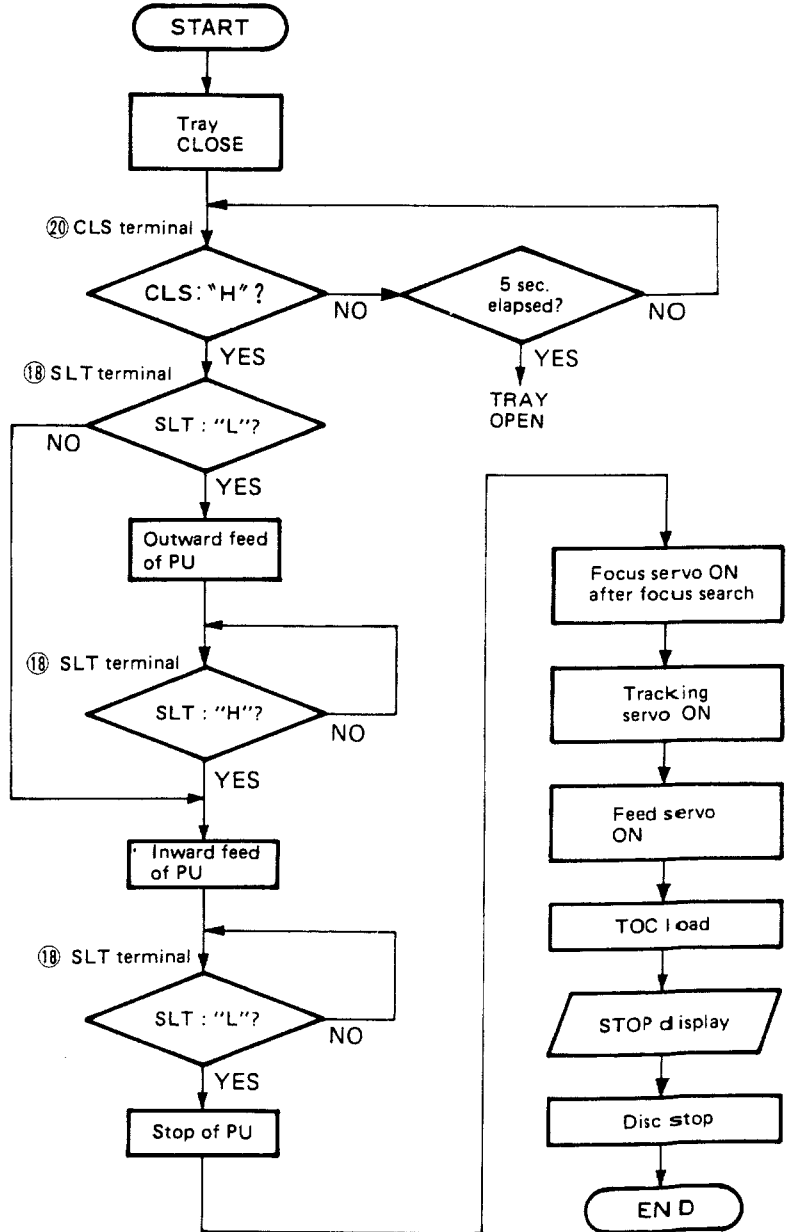 START
Tray
CLOSE
⑳ CLS terminal
CLS: "H" ?
NO
5 sec.
elapsed?
NO
YES
YES
TRAY
OPEN
⑱ SLT terminal
SLT : "L"?
NO
YES
Outward feed
of PU
⑱ SLT terminal
SLT : "H"?
NO
YES
Inward feed
of PU
⑱ SLT terminal
SLT : "L"?
NO
YES
Stop of PU
Focus servo ON
after focus search
Tracking
servo ON
Feed servo
ON
TOC load
STOP display
Disc stop
END